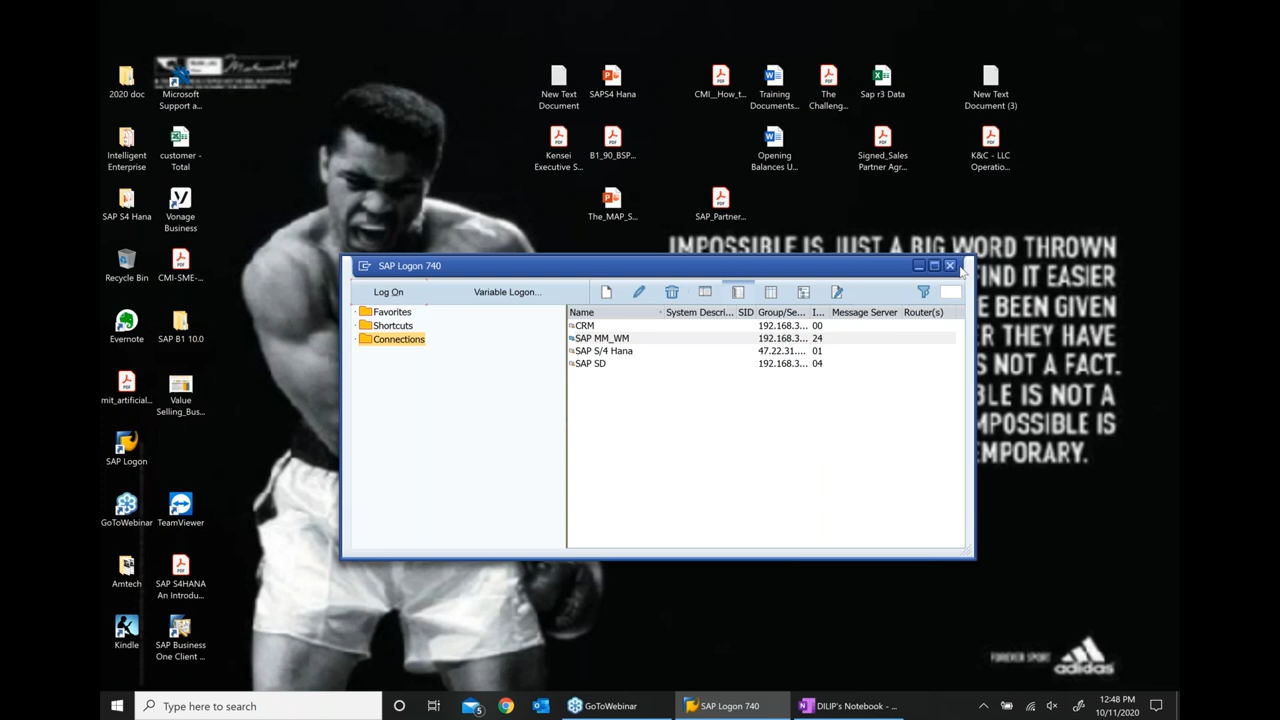 2020 doc
Microsoft
Support a...
New Text
Document
SAPS4 Hana
CMI__How_t...
Training
Documents...
The
Challeng...
Sap r3 Data
New Text
Document (3)
Intelligent
Enterprise
customer -
Total
Kensei
Executive S...
B1_90_BSP...
Opening
Balances U...
Signed_Sales
Partner Agr...
K&C - LLC
Operatio...
SAP S4 Hana
Vonage
Business
The_MAP_S...
SAP_Partner...
IMPOSSIBLE IS JUST A BIG WORD THROWN
FIND IT EASIER
E BEEN GIVEN
R THEY HAVE
S NOT A FACT.
IBLE IS NOT A
MPOSSIBLE IS
EMPORARY.
Recycle Bin
CMI-SME-...
Evernote
SAP B1 10.0
mit_artificial...
Value
Selling_Bus...
SAP Logon
GoToWebinar
TeamViewer
Amtech
SAP S4HANA
An Introdu...
Kindle
SAP Business
One Client ...
SAP Logon 740
Log On
Variable Logon...
Favorites
Shortcuts
Connections
Name
System Descri...
SID
Group/Se...
I...
Message Server
Router(s)
CRM 192.168.3... 00
SAP MM_WM 192.168.3... 24
SAP S/4 Hana 47.22.31.... 01
SAP SD 192.168.3... 04
FOREVER SPORT
adidas
Type here to search
5
GoToWebinar
SAP Logon 740
DILIP's Notebook - ...
12:48 PM
10/11/2020